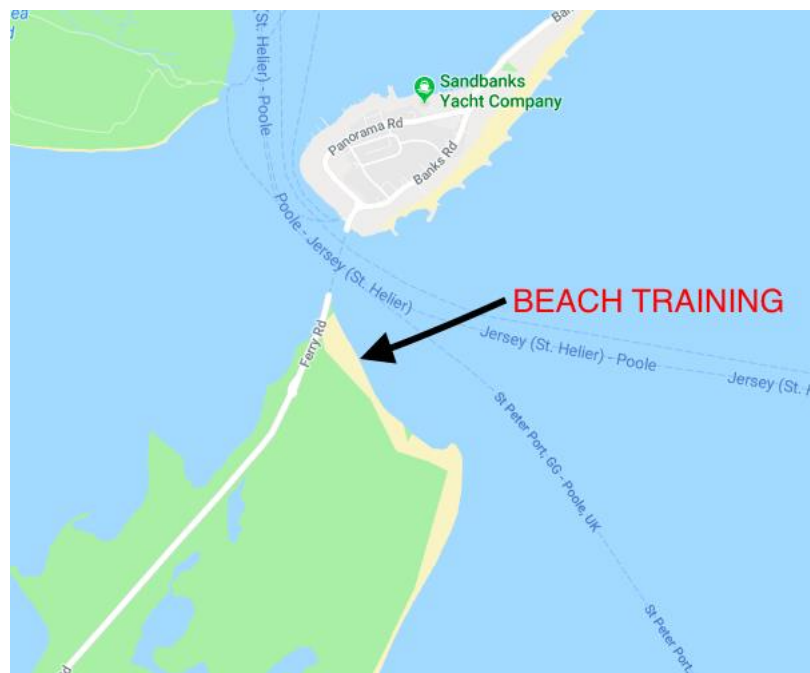 Jersey (St. Helier) - Poole
Sandbanks
Yacht Company
Panorama Rd
Banks Rd
Poole - Jersey (St. Helier)
BEACH TRAINING
Ferry Rd
Jersey (St. Helier) - Poole
St Peter Port, GG - Poole, UK
St Peter Port,